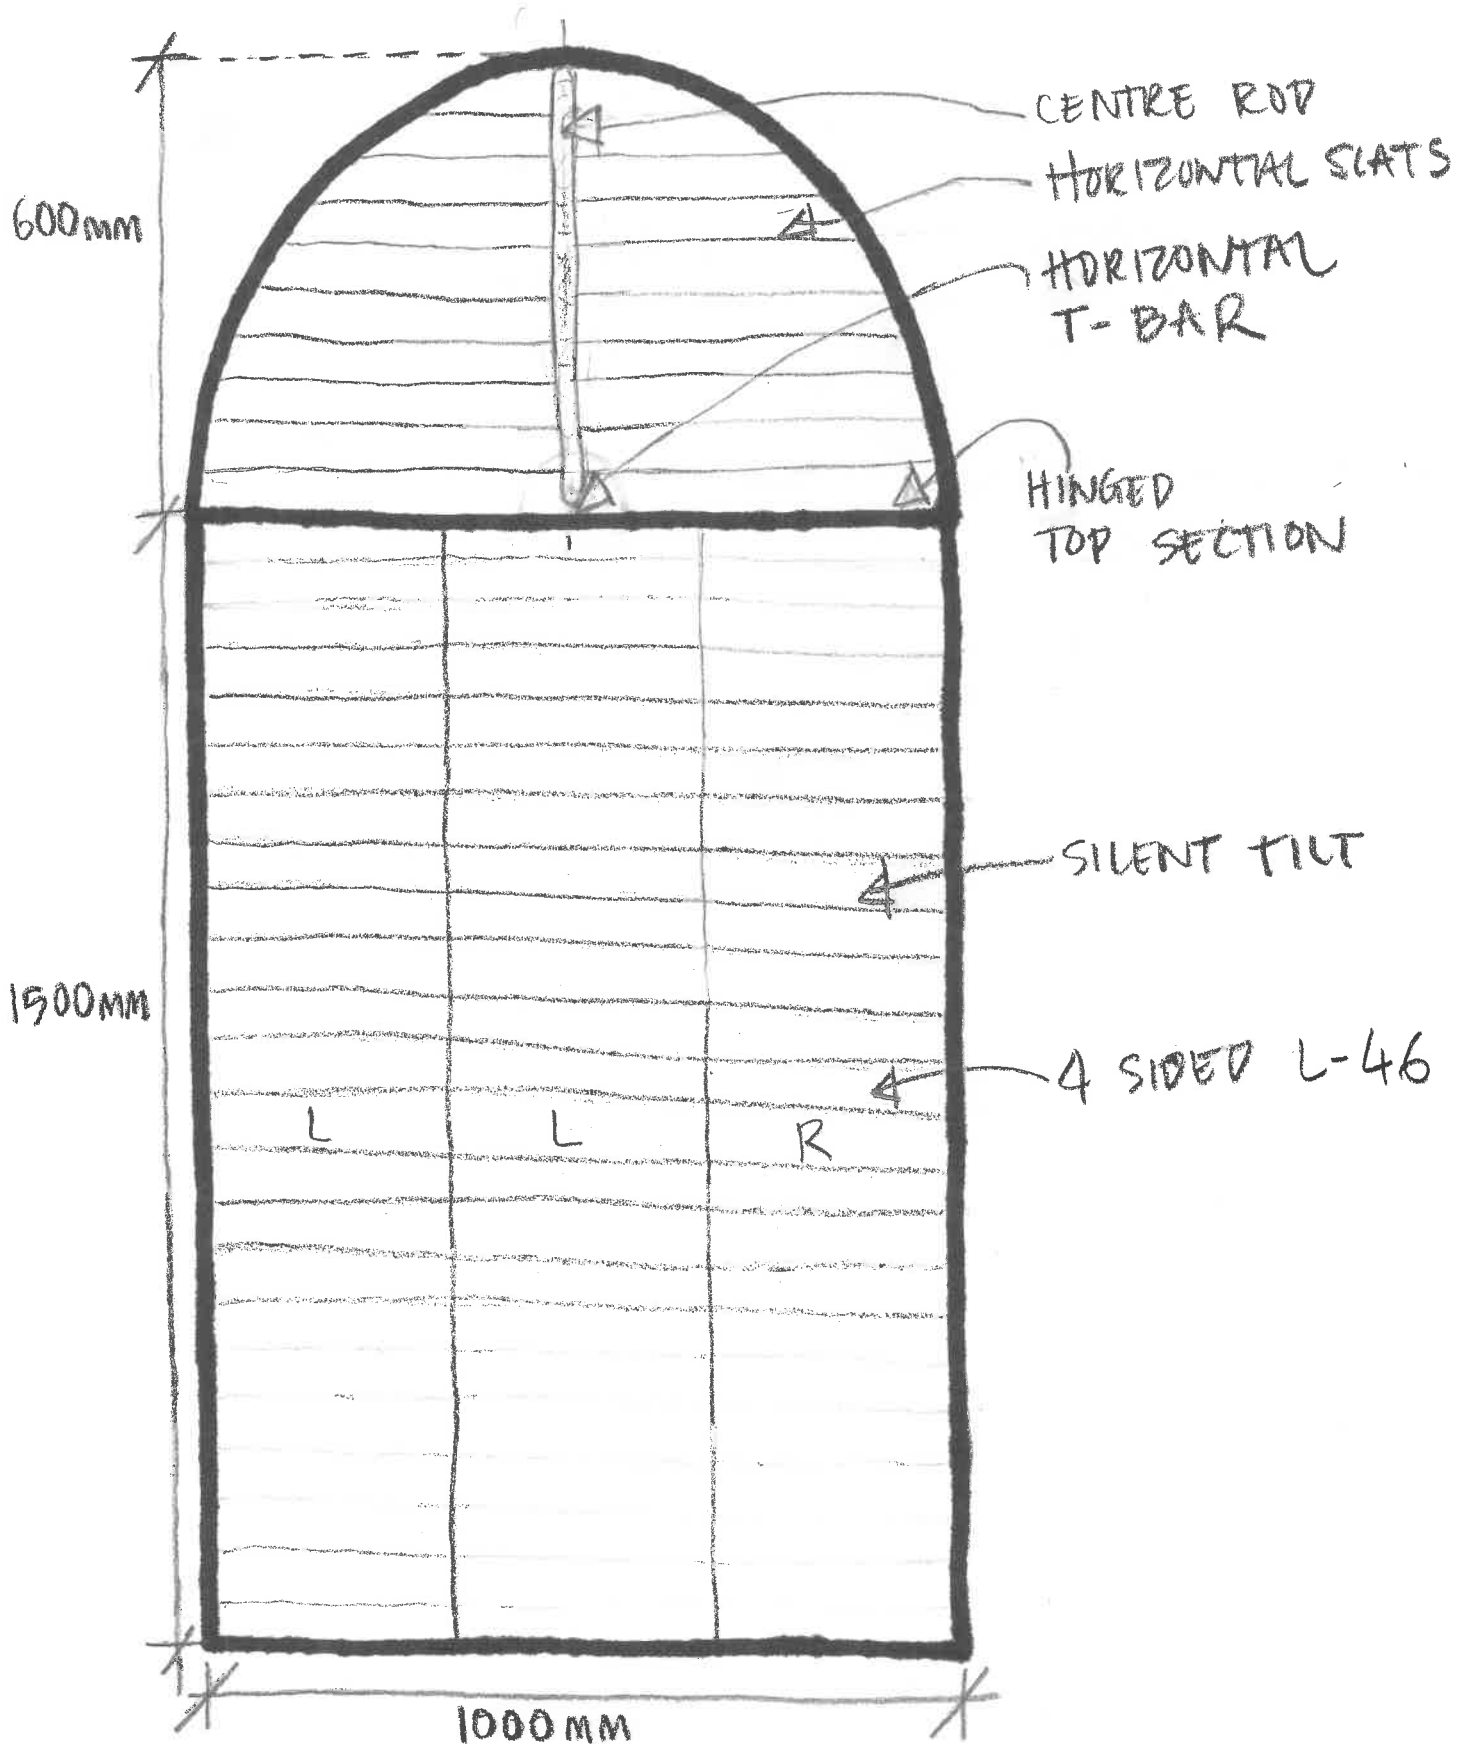 CENTRE ROD
HORIZONTAL SLATS
600mm
HORIZONTAL
T-BAR
HINGED
TOP SECTION
SILENT TILT
1500MM
4 SIDED L-46
L L R
1000MM